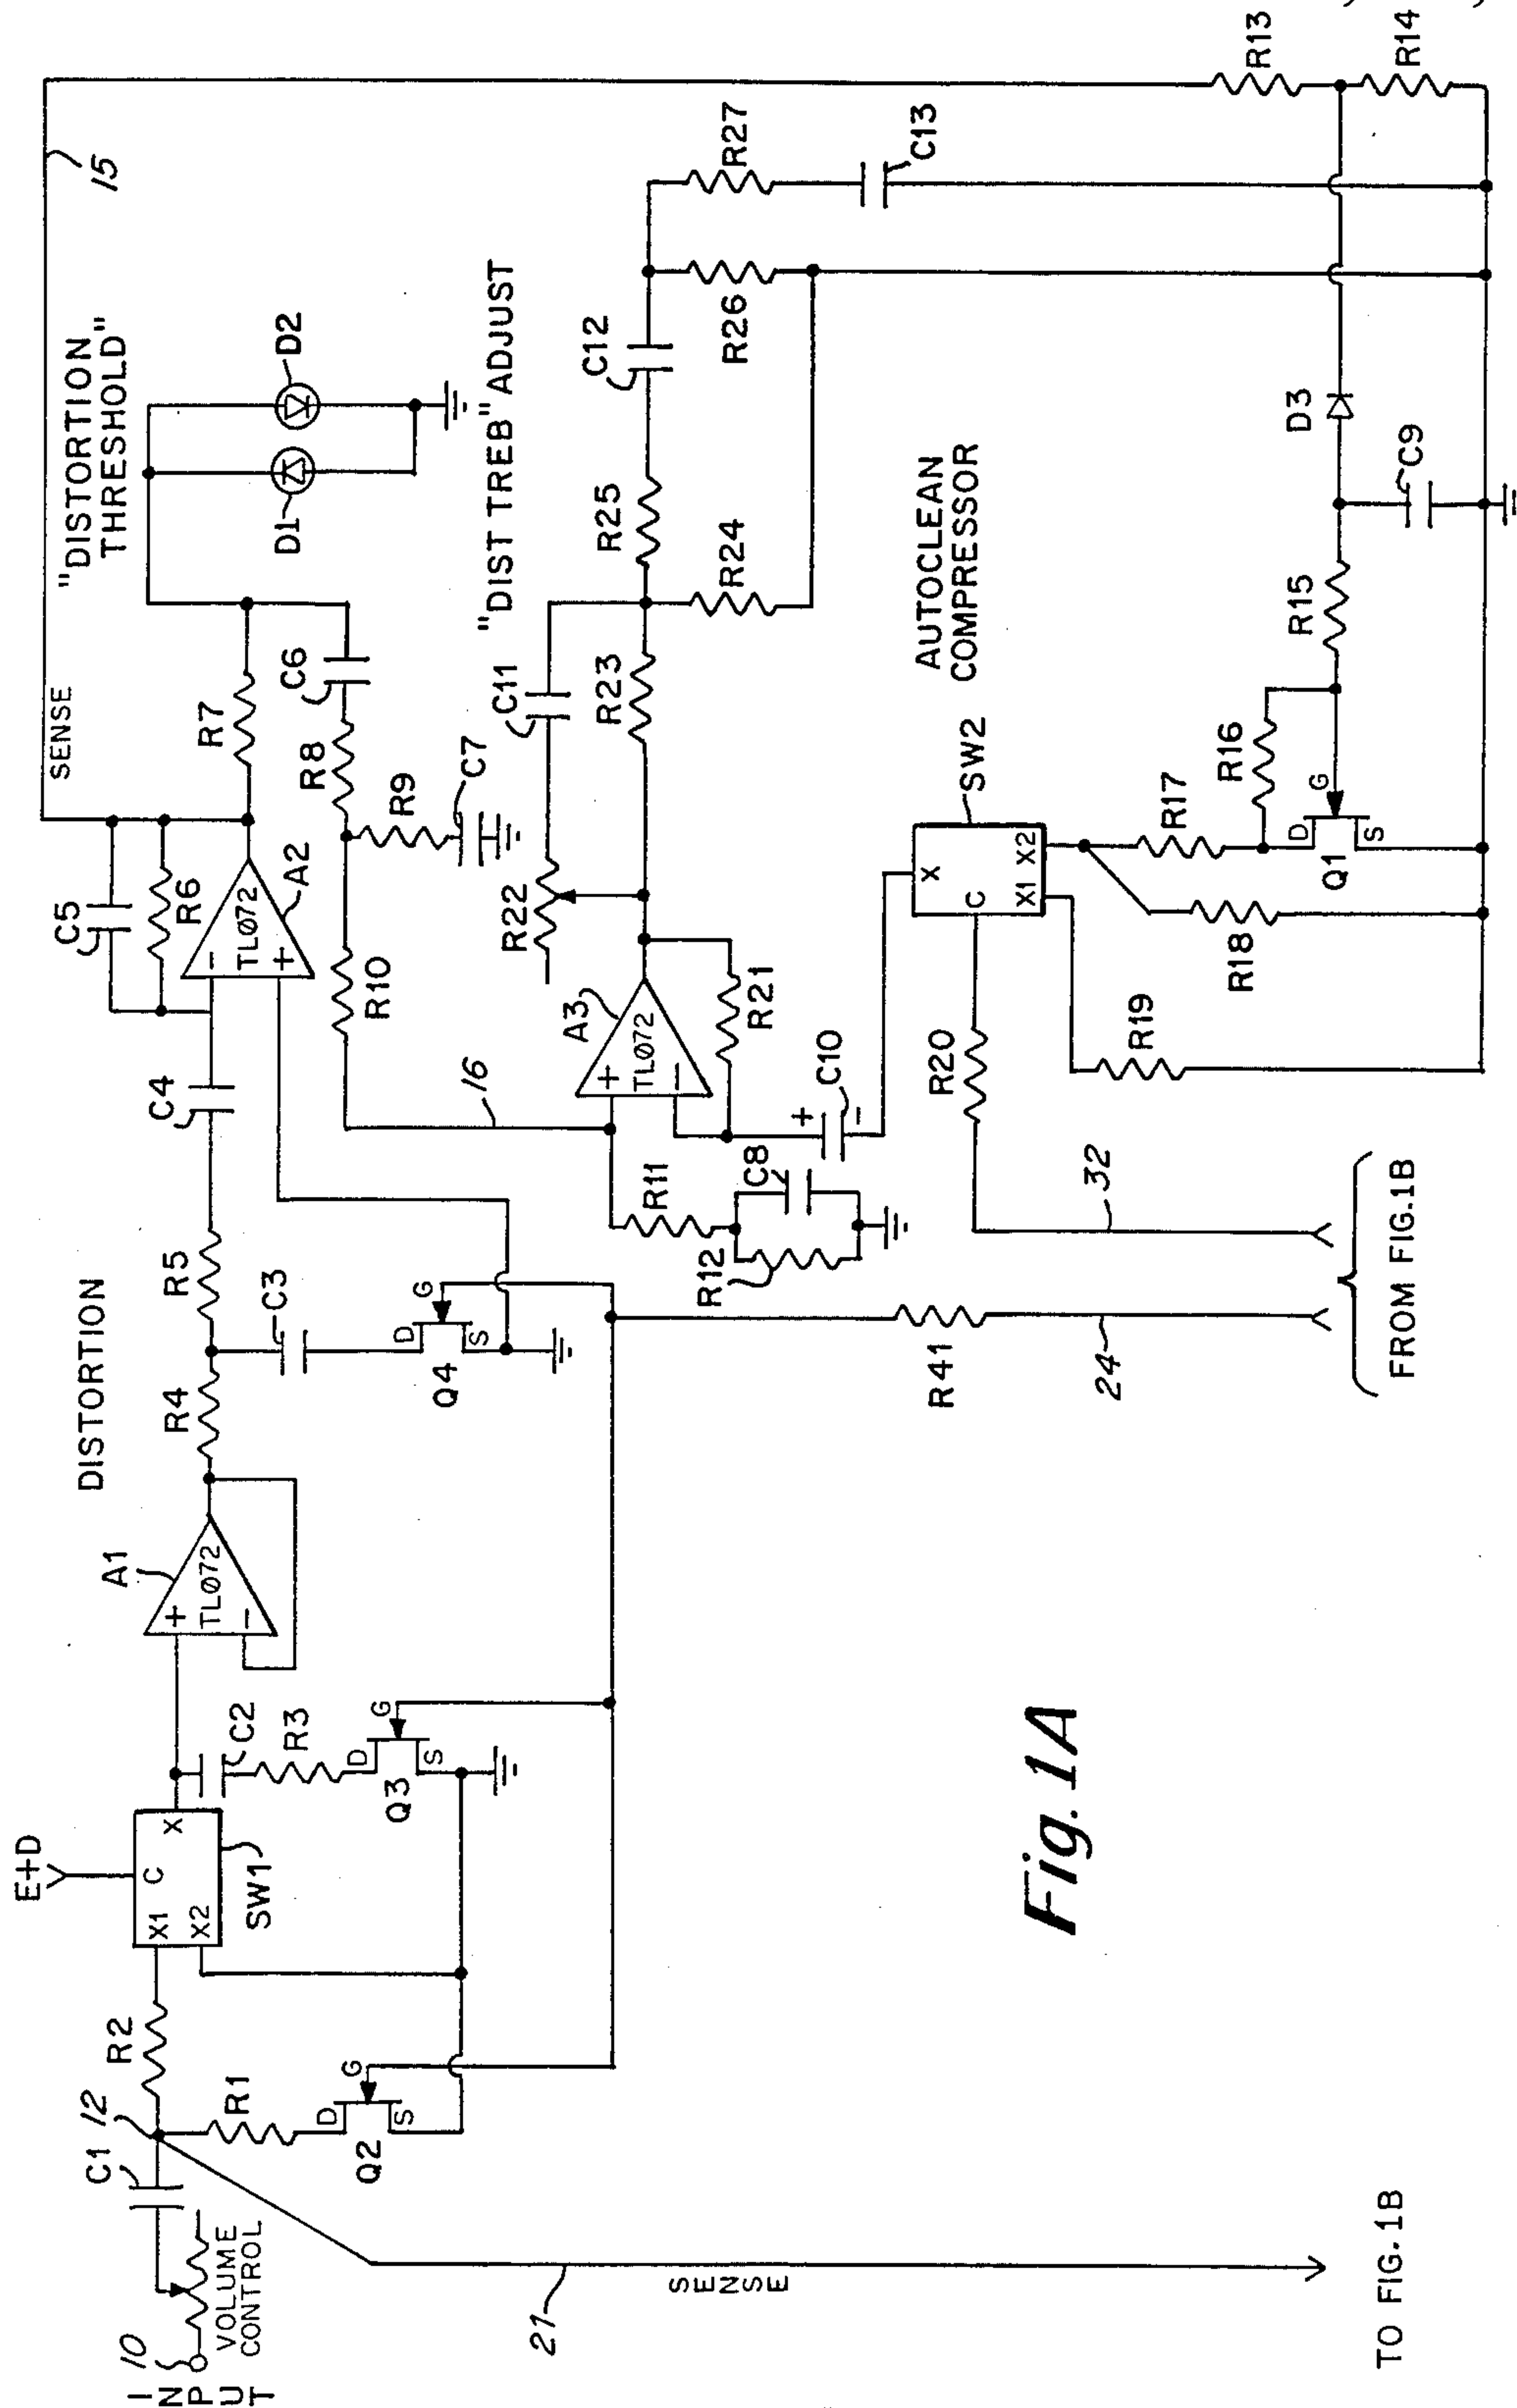 DISTORTION
"DISTORTION
THRESHOLD"
"DIST TREB" ADJUST
AUTOCLEAN
COMPRESSOR
INPUT
10
VOLUME
CONTROL
C1
12
R1
R2
E+D
C
X1
X2
X
SW1
Q2
D
G
S
C2
R3
Q3
D
G
S
A1
+
TL072
−
R4
R5
C3
Q4
D
G
S
C4
C5
R6
−
TL072
+
A2
SENSE
15
R7
D1
D2
C6
R8
R9
C7
R10
16
A3
+
TL072
−
R21
R22
C11
R23
R24
R25
C12
R26
R27
C13
R11
R12
C8
+
C10
−
X
C
X1
X2
SW2
R20
R19
R18
R17
R16
Q1
D
G
S
R15
C9
D3
R13
R14
R41
24
32
FROM FIG.1B
21
SENSE
TO FIG.1B
Fig. 1A